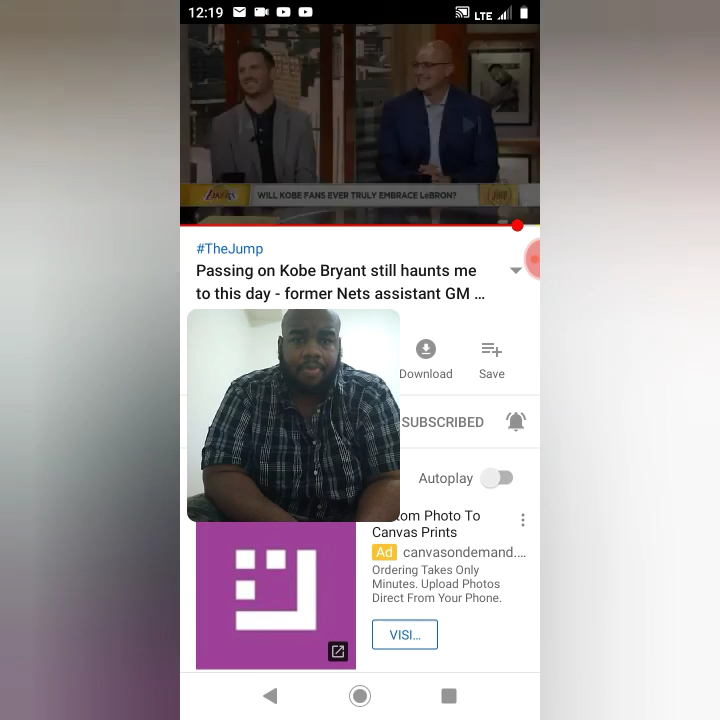 12:19
LTE
LAKERS
WILL KOBE FANS EVER TRULY EMBRACE LeBRON?
JUMP
#TheJump
Passing on Kobe Bryant still haunts me
to this day - former Nets assistant GM ...
Download
Save
SUBSCRIBED
Autoplay
tom Photo To
Canvas Prints
Ad canvasondemand....
Ordering Takes Only
Minutes. Upload Photos
Direct From Your Phone.
VISI...